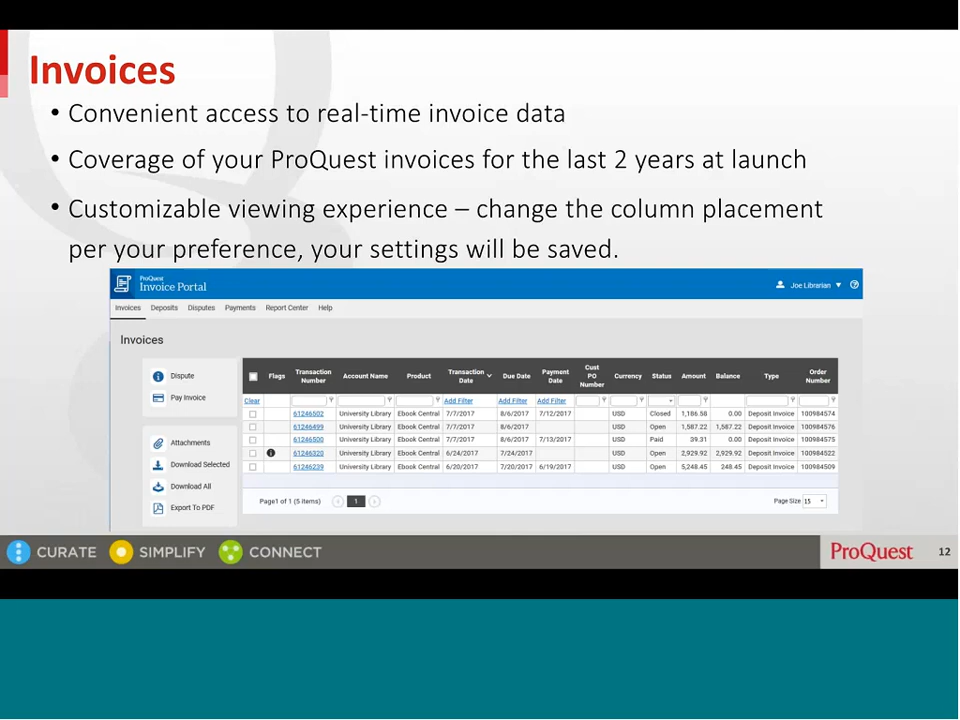 Invoices
• Convenient access to real-time invoice data
• Coverage of your ProQuest invoices for the last 2 years at launch
• Customizable viewing experience – change the column placement
per your preference, your settings will be saved.
ProQuest
Invoice Portal
Joe Librarian
Invoices Deposits Disputes Payments Report Center Help
Invoices
Dispute
Pay Invoice
Attachments
Download Selected
Download All
Export To PDF
Flags Transaction Number Account Name Product Transaction Date Due Date Payment Date Cust PO Number Currency Status Amount Balance Type Order Number
Clear Add Filter Add Filter Add Filter
61246502 University Library Ebook Central 7/7/2017 8/6/2017 7/12/2017 USD Closed 1,186.58 0.00 Deposit Invoice 100984574
61246499 University Library Ebook Central 7/7/2017 8/6/2017 USD Open 1,587.22 1,587.22 Deposit Invoice 100984576
61246500 University Library Ebook Central 7/7/2017 8/6/2017 7/13/2017 USD Paid 39.31 0.00 Deposit Invoice 100984575
61246320 University Library Ebook Central 6/24/2017 7/24/2017 USD Open 2,929.92 2,929.92 Deposit Invoice 100984522
61246239 University Library Ebook Central 6/20/2017 7/20/2017 6/19/2017 USD Open 5,248.45 248.45 Deposit Invoice 100984509
Page1 of 1 (5 items) 1 Page Size 15
CURATE SIMPLIFY CONNECT ProQuest 12